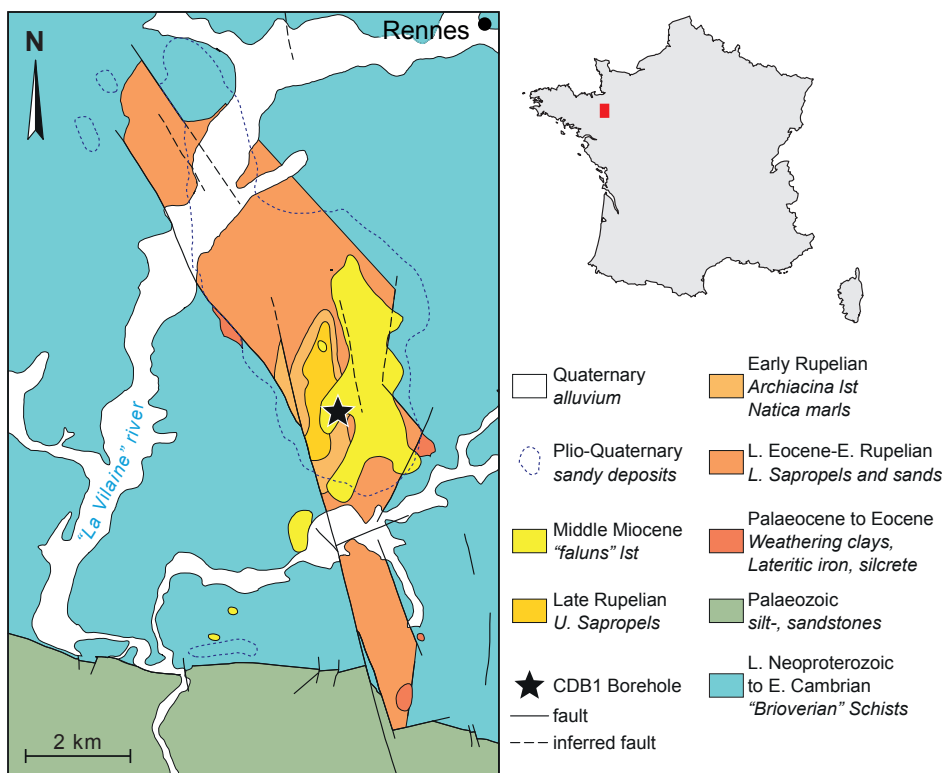 Rennes
N
"La Vilaine" river
2 km
Quaternary
alluvium
Plio-Quaternary
sandy deposits
Middle Miocene
"faluns" lst
Late Rupelian
U. Sapropels
CDB1 Borehole
fault
inferred fault
Early Rupelian
Archiacina lst
Natica marls
L. Eocene-E. Rupelian
L. Sapropels and sands
Palaeocene to Eocene
Weathering clays,
Lateritic iron, silcrete
Palaeozoic
silt-, sandstones
L. Neoproterozoic
to E. Cambrian
"Brioverian" Schists